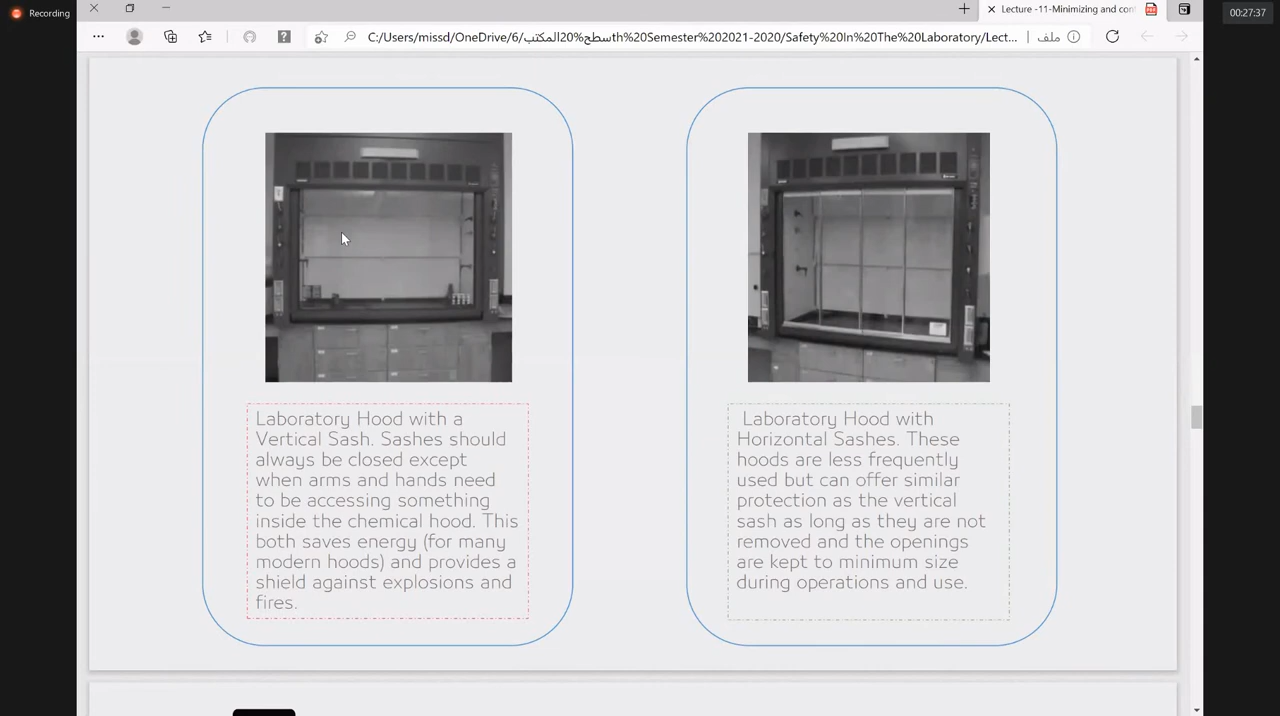 Recording
Lecture -11-Minimizing and con
00:27:37
C:/Users/missd/OneDrive/6/سطح%20المكتبth%20Semester%202021-2020/Safety%20In%20The%20Laboratory/Lect...
ملف
Laboratory Hood with a
Vertical Sash. Sashes should
always be closed except
when arms and hands need
to be accessing something
inside the chemical hood. This
both saves energy (for many
modern hoods) and provides a
shield against explosions and
fires.
Laboratory Hood with
Horizontal Sashes. These
hoods are less frequently
used but can offer similar
protection as the vertical
sash as long as they are not
removed and the openings
are kept to minimum size
during operations and use.